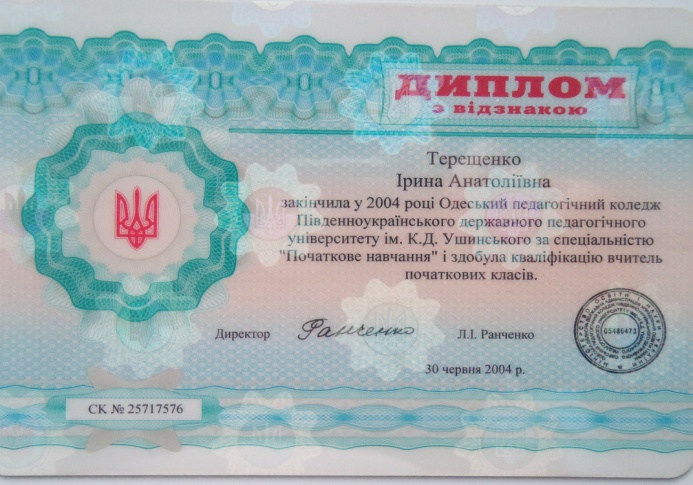 ДИПЛОМ
з відзнакою
Терещенко
Ірина Анатоліївна
закінчила у 2004 році Одеський педагогічний коледж
Південноукраїнського державного педагогічного
університету ім. К.Д. Ушинського за спеціальністю
"Початкове навчання" і здобула кваліфікацію вчитель
початкових класів.
Директор Ранченко Л.І. Ранченко
05486473
30 червня 2004 р.
СК № 25717576